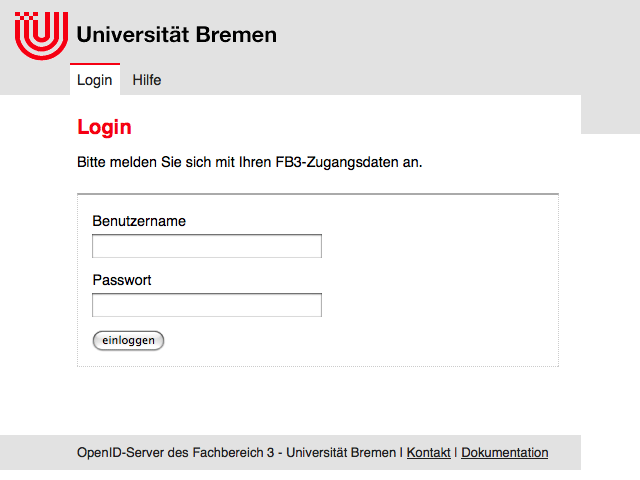 Universität Bremen
Login Hilfe
Login
Bitte melden Sie sich mit Ihren FB3-Zugangsdaten an.
Benutzername
Passwort
einloggen
OpenID-Server des Fachbereich 3 - Universität Bremen I Kontakt | Dokumentation